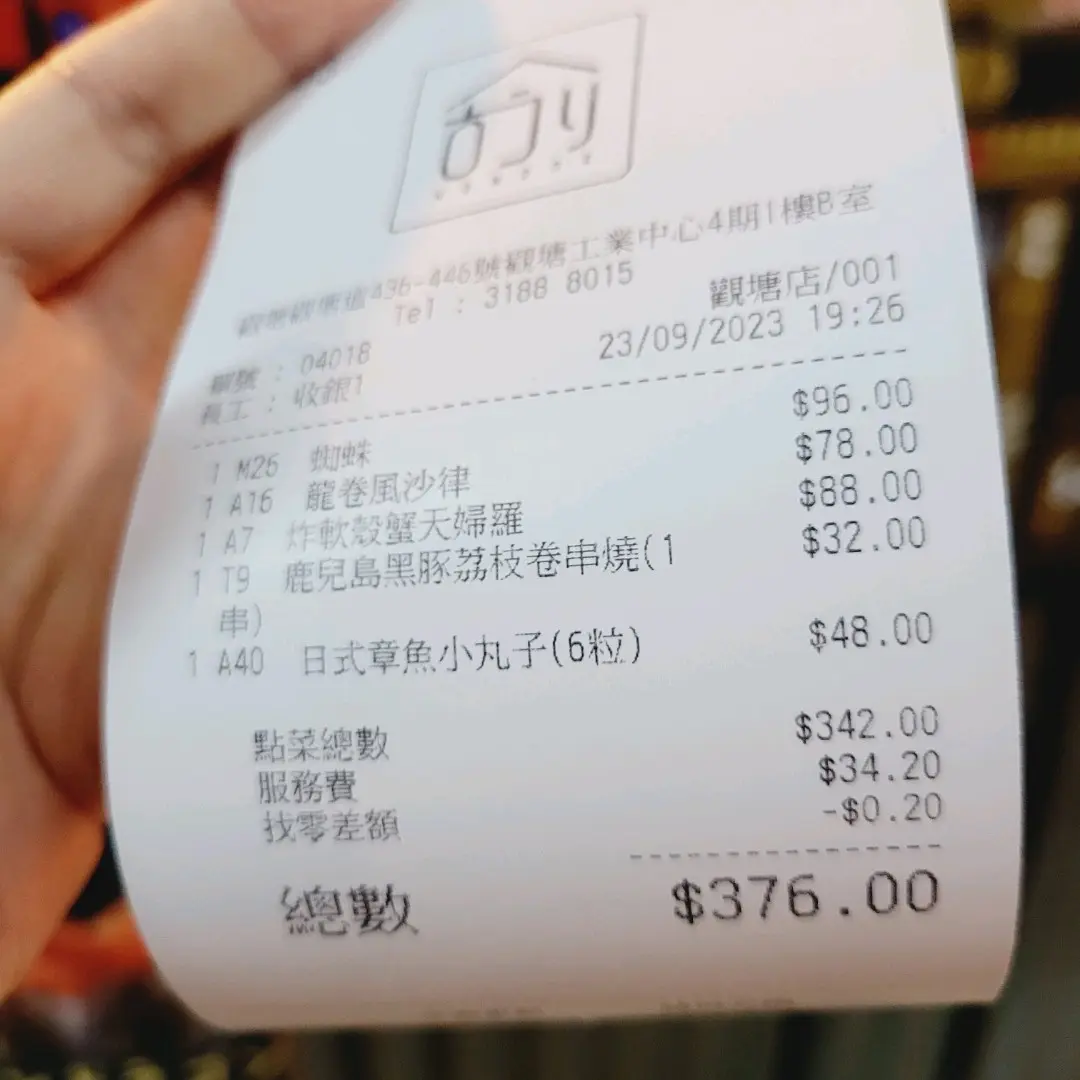 觀塘觀塘道436-446號觀塘工業中心4期1樓B室
Tel : 3188 8015
觀塘店/001
單號 : 04018
23/09/2023 19:26
員工 : 收銀1
1 M26 蜘蛛 $96.00
1 A16 龍卷風沙律 $78.00
1 A7 炸軟殼蟹天婦羅 $88.00
1 T9 鹿兒島黑豚荔枝卷串燒(1 $32.00
串)
1 A40 日式章魚小丸子(6粒) $48.00
點菜總數 $342.00
服務費 $34.20
找零差額 -$0.20
總數 $376.00